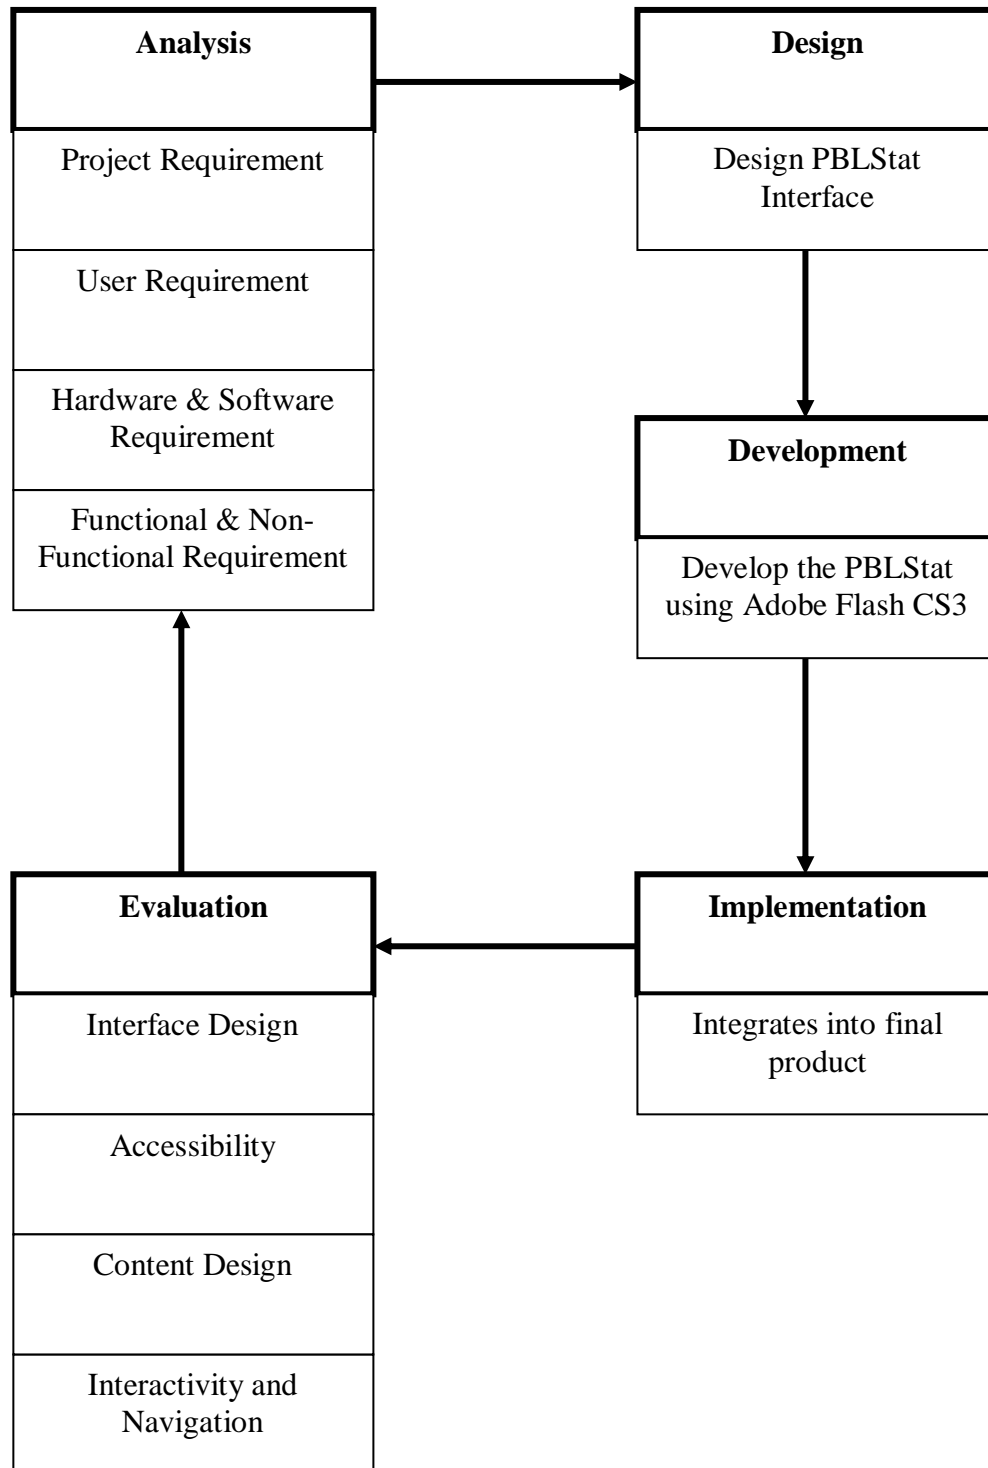 Analysis
Project Requirement
User Requirement
Hardware & Software
Requirement
Functional & Non-
Functional Requirement
Design
Design PBLStat
Interface
Development
Develop the PBLStat
using Adobe Flash CS3
Implementation
Integrates into final
product
Evaluation
Interface Design
Accessibility
Content Design
Interactivity and
Navigation